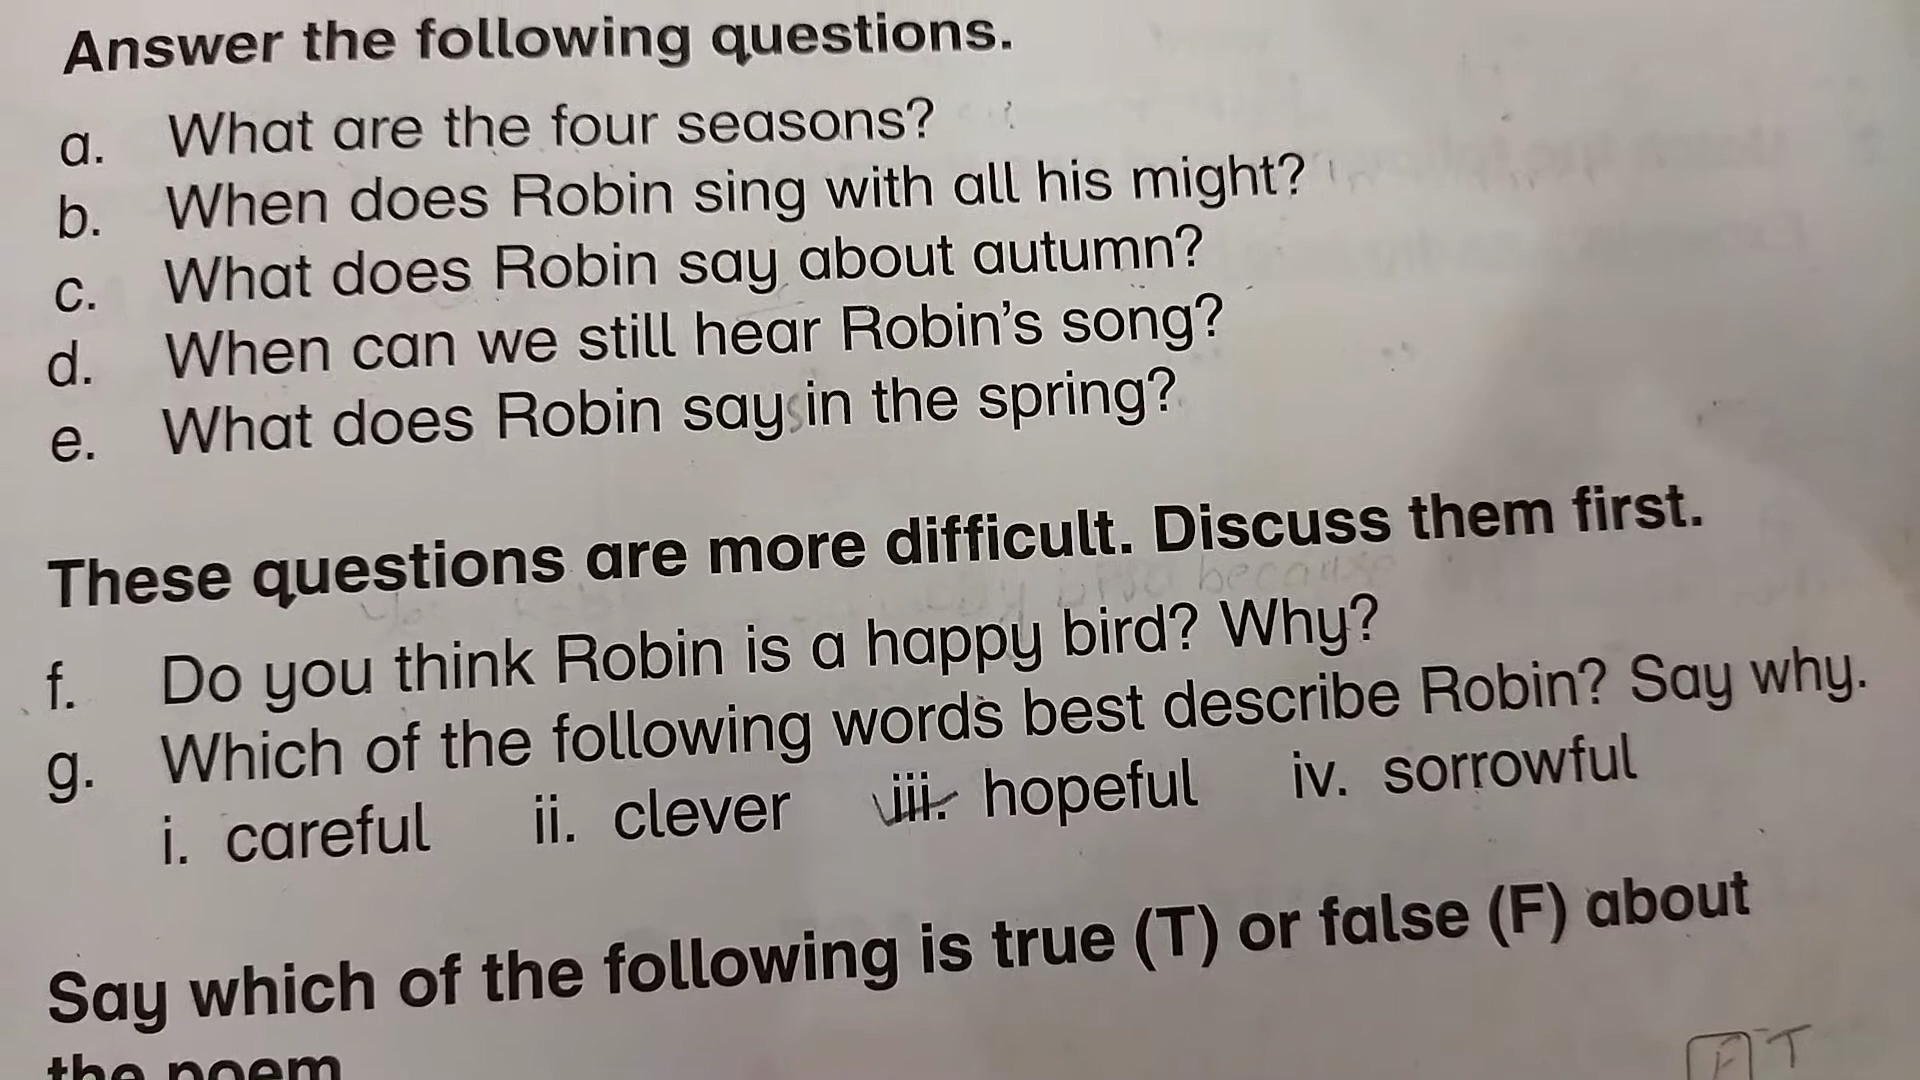 Answer the following questions.
a. What are the four seasons?
b. When does Robin sing with all his might?
c. What does Robin say about autumn?
d. When can we still hear Robin's song?
e. What does Robin say in the spring?
These questions are more difficult. Discuss them first.
because
f. Do you think Robin is a happy bird? Why?
g. Which of the following words best describe Robin? Say why.
i. careful ii. clever iii. hopeful iv. sorrowful
Say which of the following is true (T) or false (F) about
the poem
F T